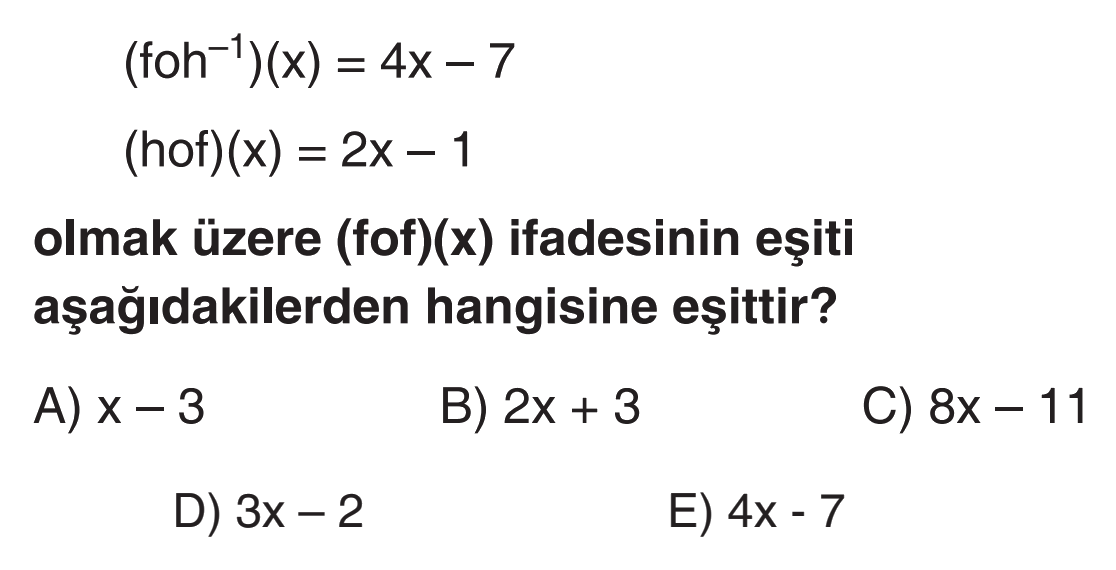 (foh⁻¹)(x) = 4x – 7
(hof)(x) = 2x – 1
olmak üzere (fof)(x) ifadesinin eşiti
aşağıdakilerden hangisine eşittir?
A) x – 3 B) 2x + 3 C) 8x – 11
D) 3x – 2 E) 4x - 7